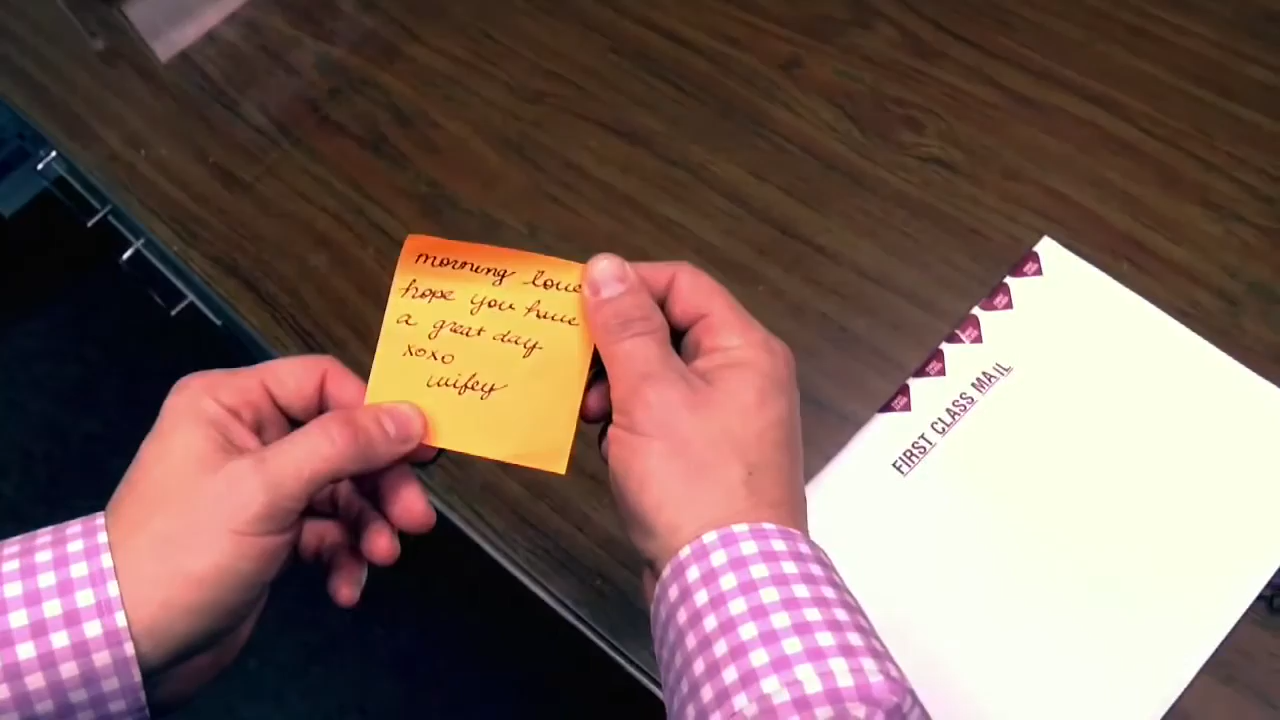 morning love
hope you have
a great day
xoxo
wifey
FIRST CLASS MAIL